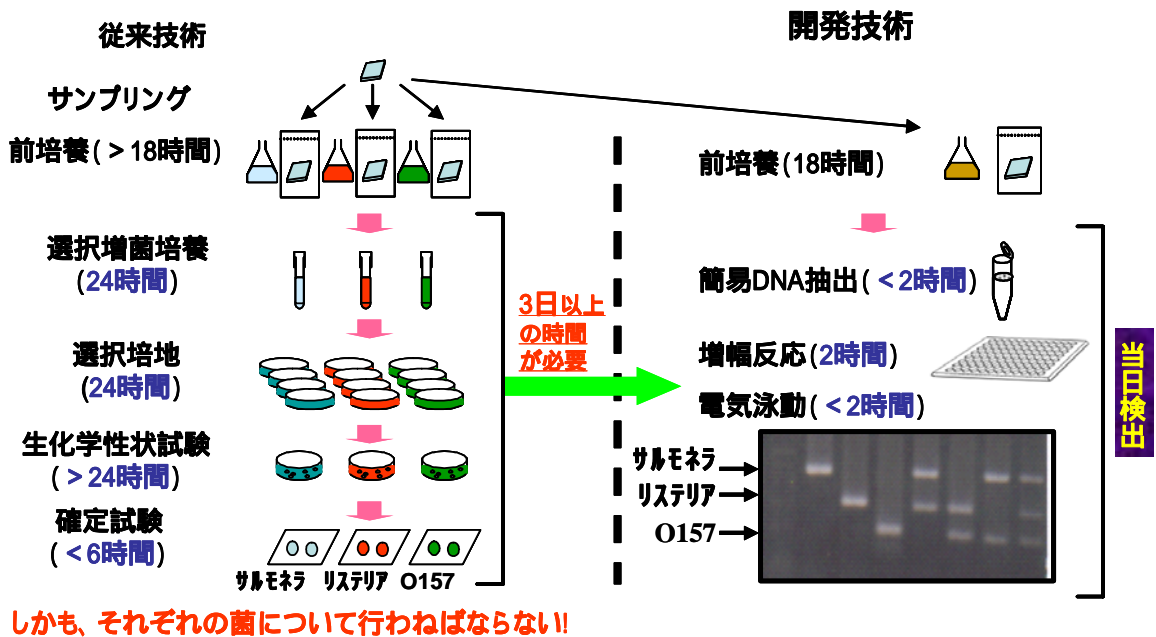 従来技術
サンプリング
前培養(＞18時間)
選択増菌培養
(24時間)
選択培地
(24時間)
生化学性状試験
(＞24時間)
確定試験
(＜6時間)
サルモネラ リステリア O157
しかも、それぞれの菌について行わねばならない!
3日以上
の時間
が必要
開発技術
前培養(18時間)
簡易DNA抽出(＜2時間)
増幅反応(2時間)
電気泳動(＜2時間)
サルモネラ
リステリア
O157
当日検出